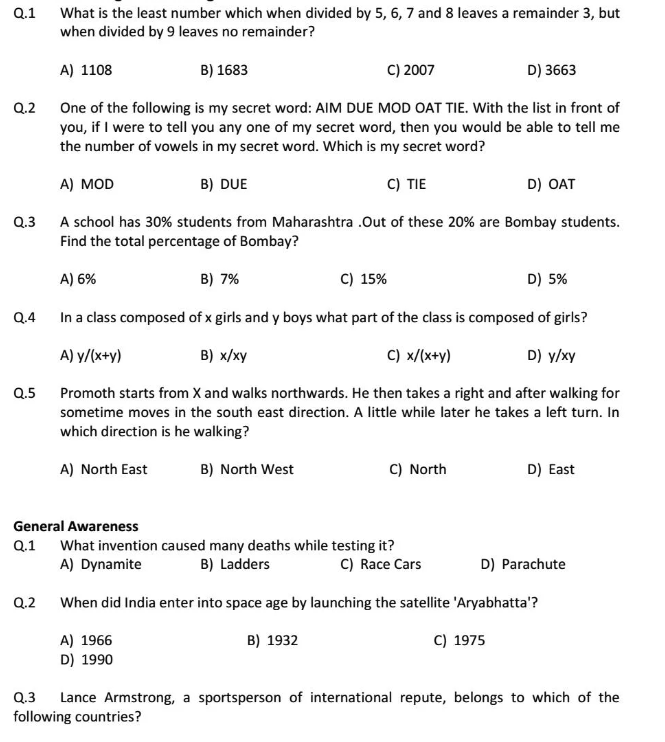 Q.1 What is the least number which when divided by 5, 6, 7 and 8 leaves a remainder 3, but
when divided by 9 leaves no remainder?
A) 1108 B) 1683 C) 2007 D) 3663
Q.2 One of the following is my secret word: AIM DUE MOD OAT TIE. With the list in front of
you, if I were to tell you any one of my secret word, then you would be able to tell me
the number of vowels in my secret word. Which is my secret word?
A) MOD B) DUE C) TIE D) OAT
Q.3 A school has 30% students from Maharashtra .Out of these 20% are Bombay students.
Find the total percentage of Bombay?
A) 6% B) 7% C) 15% D) 5%
Q.4 In a class composed of x girls and y boys what part of the class is composed of girls?
A) y/(x+y) B) x/xy C) x/(x+y) D) y/xy
Q.5 Promoth starts from X and walks northwards. He then takes a right and after walking for
sometime moves in the south east direction. A little while later he takes a left turn. In
which direction is he walking?
A) North East B) North West C) North D) East
General Awareness
Q.1 What invention caused many deaths while testing it?
A) Dynamite B) Ladders C) Race Cars D) Parachute
Q.2 When did India enter into space age by launching the satellite 'Aryabhatta'?
A) 1966 B) 1932 C) 1975
D) 1990
Q.3 Lance Armstrong, a sportsperson of international repute, belongs to which of the
following countries?